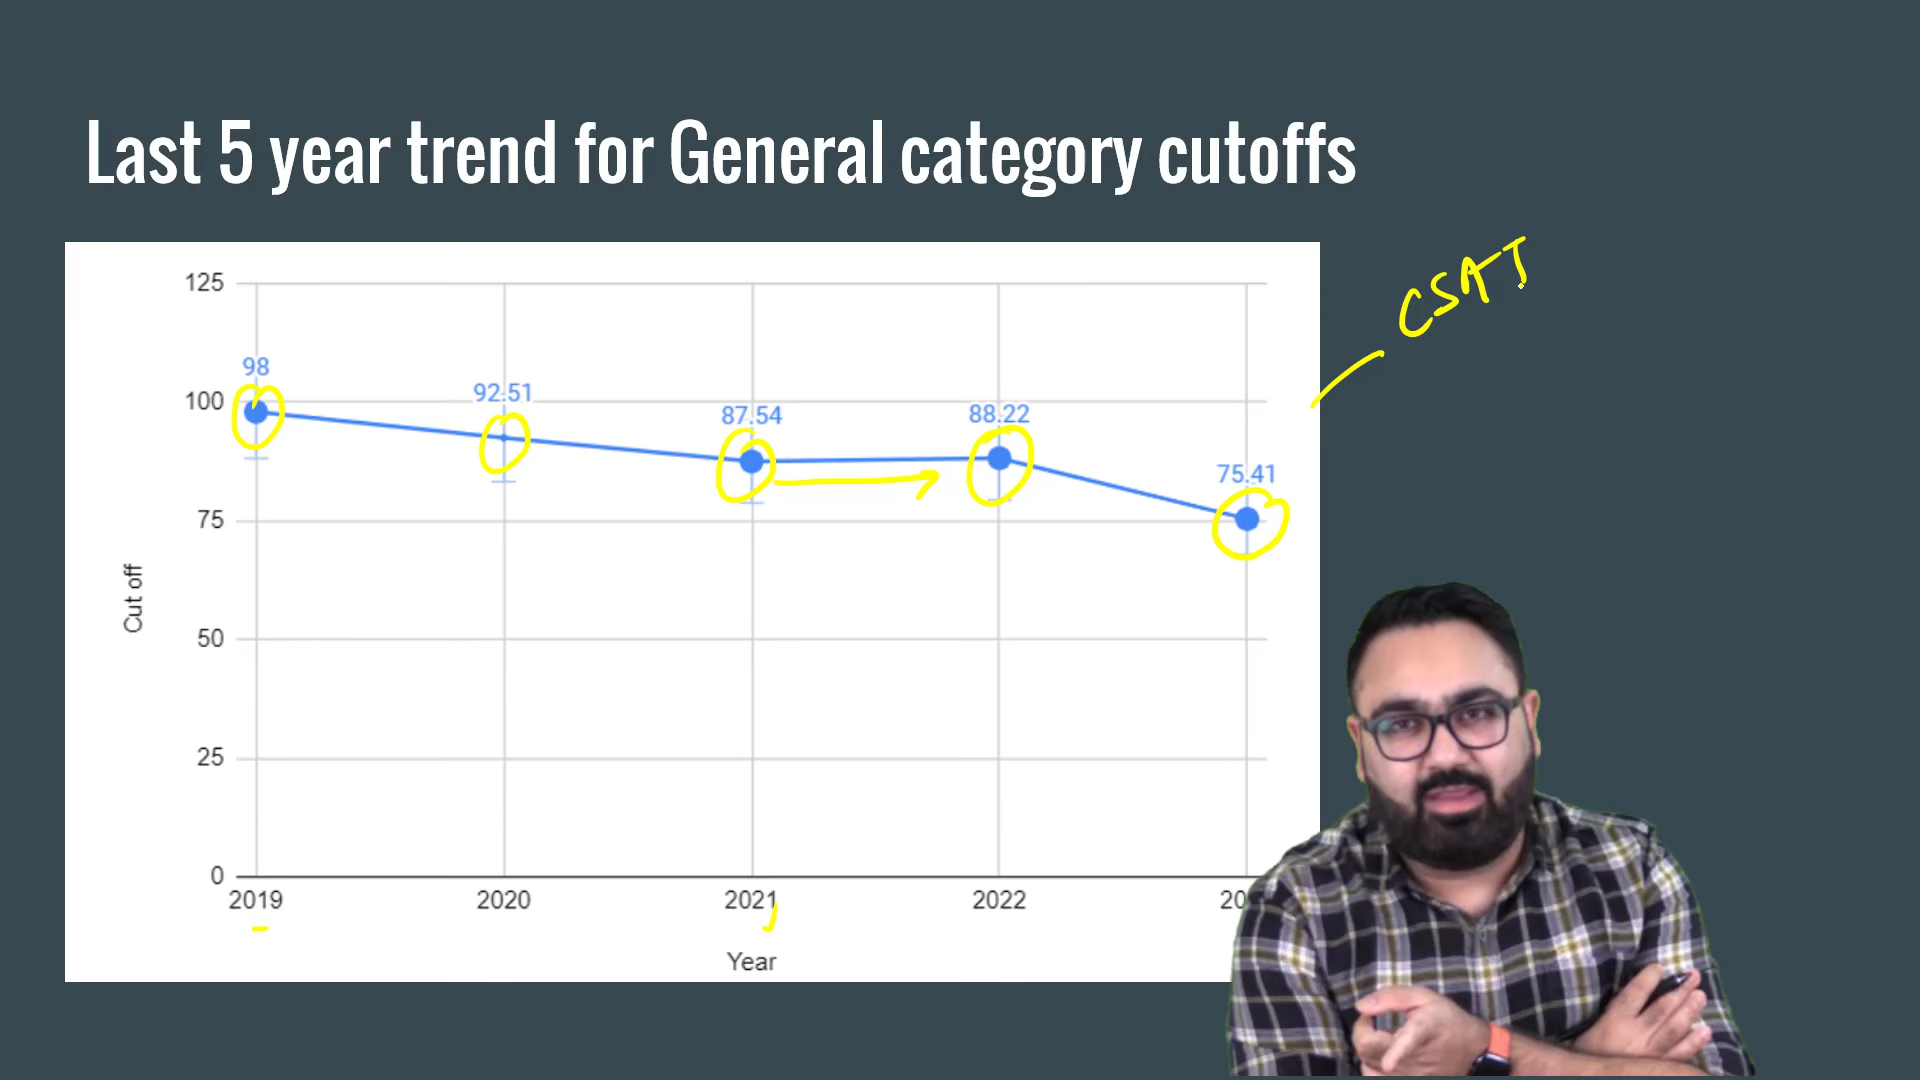 Last 5 year trend for General category cutoffs
CSAT
125
98
100
92.51
87.54
88.22
75.41
75
Cut off
50
25
0
2019 2020 2021 2022 20
Year